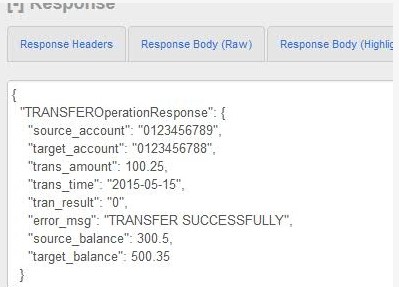 [-] Response
Response Headers
Response Body (Raw)
Response Body (Highlig
{
"TRANSFEROperationResponse": {
"source_account": "0123456789",
"target_account": "0123456788",
"trans_amount": 100.25,
"trans_time": "2015-05-15",
"tran_result": "0",
"error_msg": "TRANSFER SUCCESSFULLY",
"source_balance": 300.5,
"target_balance": 500.35
}